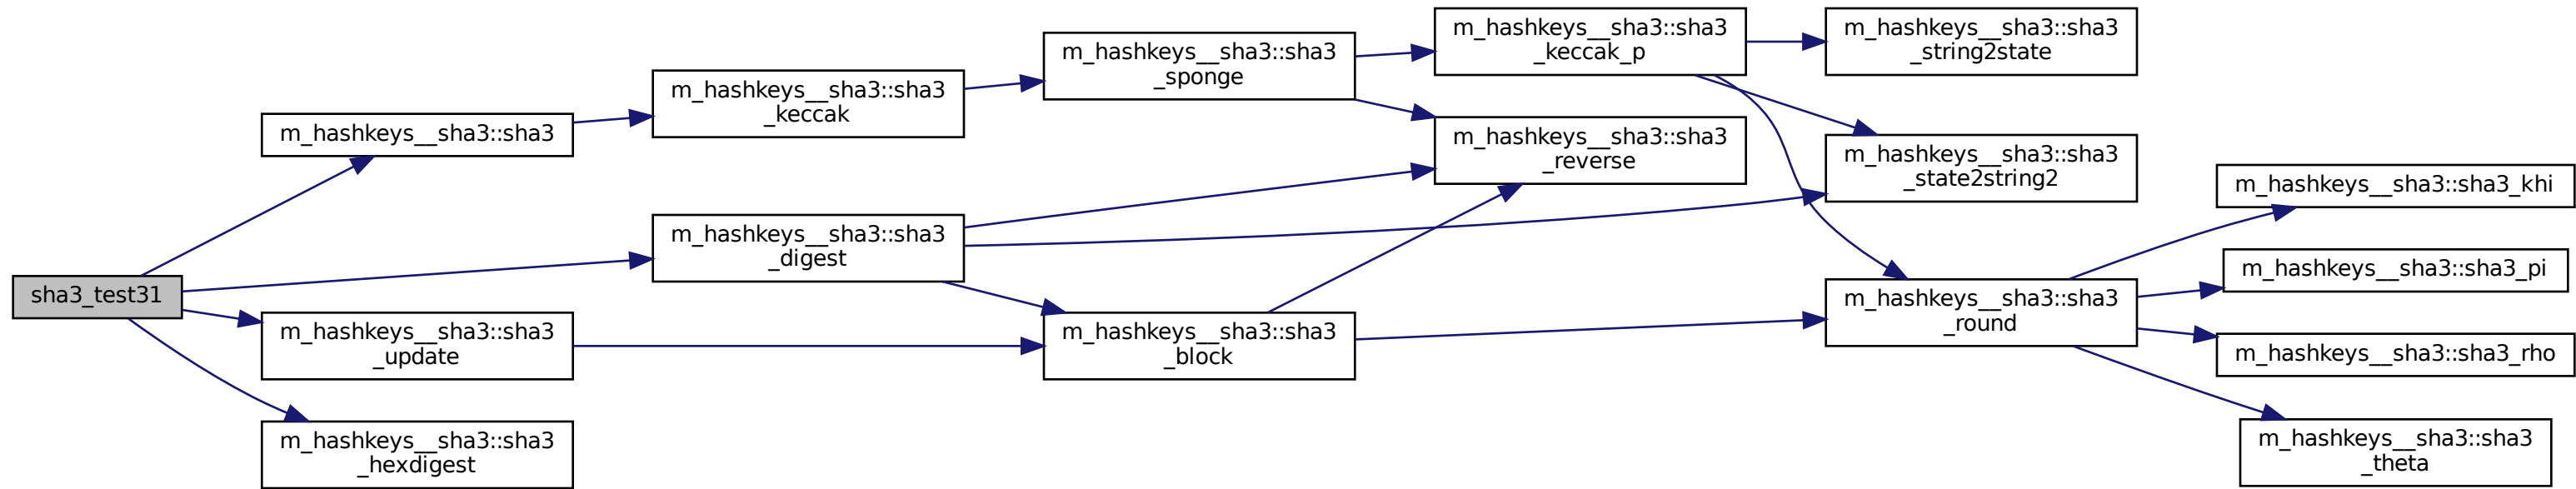 sha3_test31
m_hashkeys__sha3::sha3
m_hashkeys__sha3::sha3
_digest
m_hashkeys__sha3::sha3
_update
m_hashkeys__sha3::sha3
_hexdigest
m_hashkeys__sha3::sha3
_keccak
m_hashkeys__sha3::sha3
_block
m_hashkeys__sha3::sha3
_sponge
m_hashkeys__sha3::sha3
_keccak_p
m_hashkeys__sha3::sha3
_reverse
m_hashkeys__sha3::sha3
_string2state
m_hashkeys__sha3::sha3
_state2string2
m_hashkeys__sha3::sha3
_round
m_hashkeys__sha3::sha3_khi
m_hashkeys__sha3::sha3_pi
m_hashkeys__sha3::sha3_rho
m_hashkeys__sha3::sha3
_theta